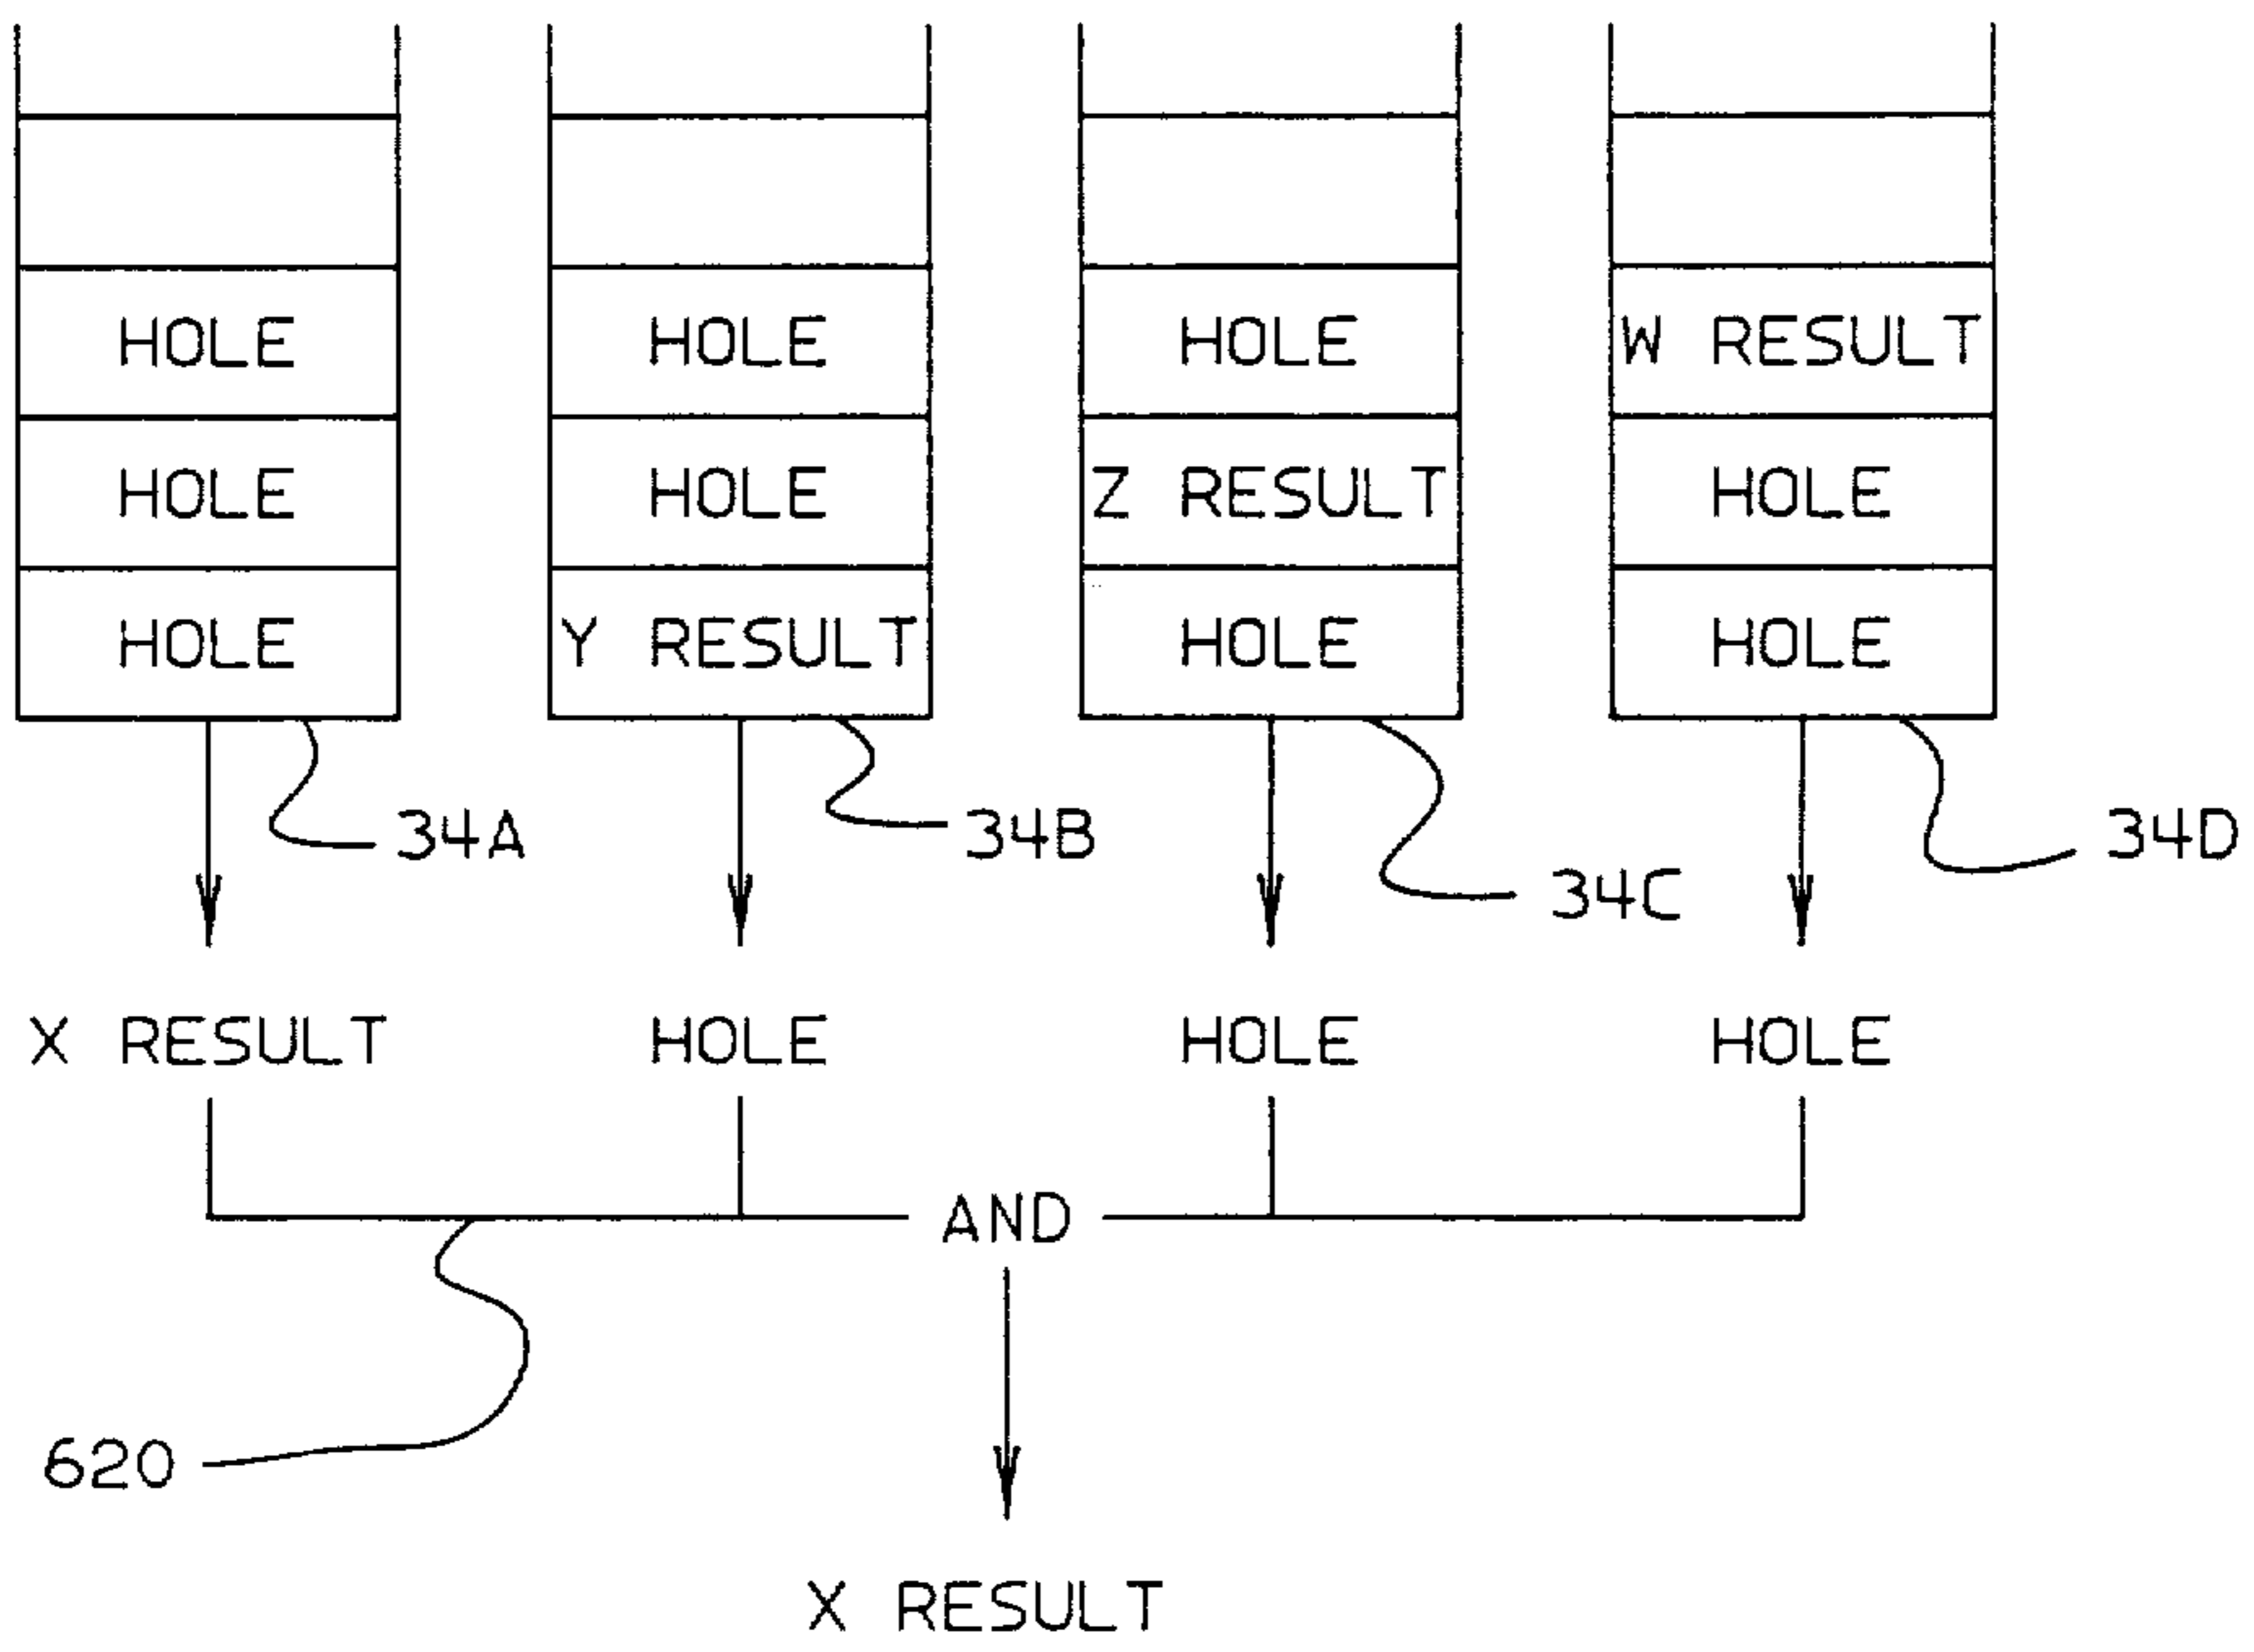 HOLE HOLE HOLE W RESULT
HOLE HOLE Z RESULT HOLE
HOLE Y RESULT HOLE HOLE
34A 34B 34C 34D
X RESULT HOLE HOLE HOLE
AND
620
X RESULT